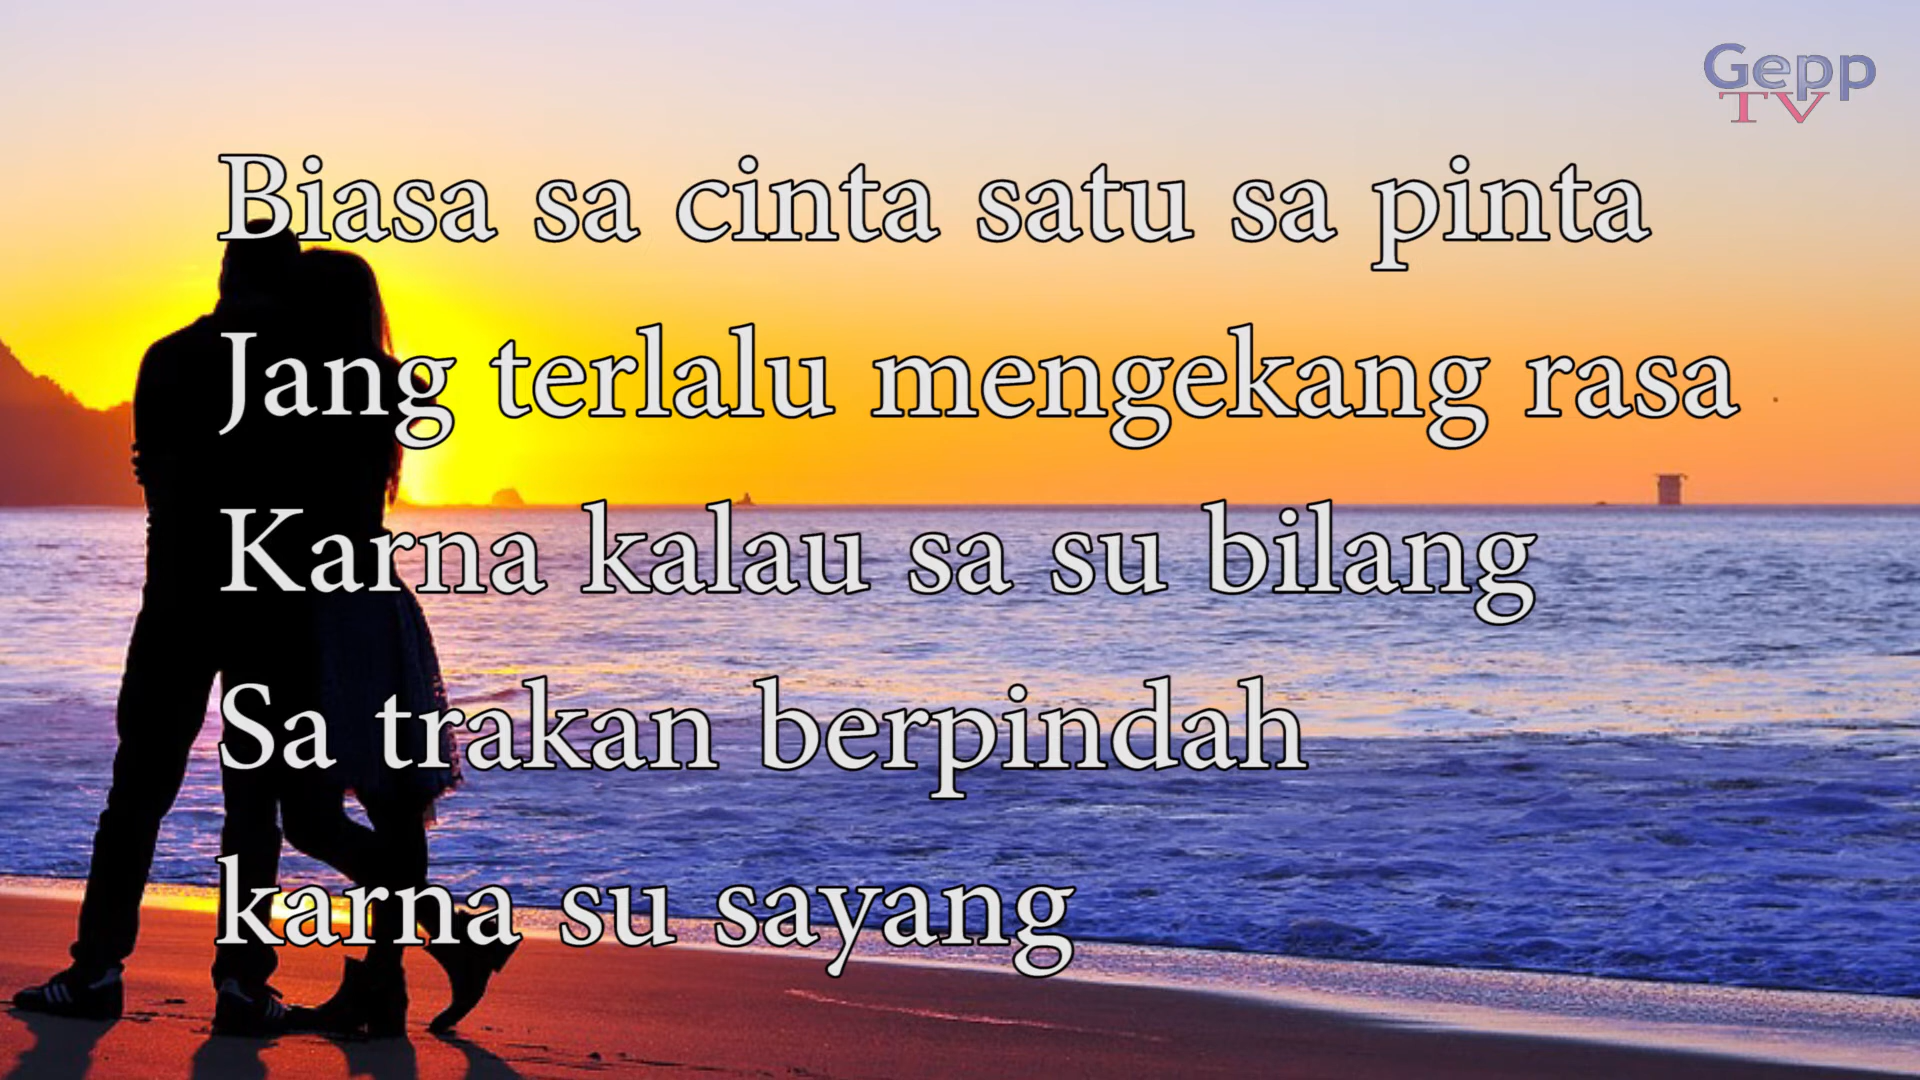 Gepp
TV
Biasa sa cinta satu sa pinta
Jang terlalu mengekang rasa
Karna kalau sa su bilang
Sa trakan berpindah
karna su sayang